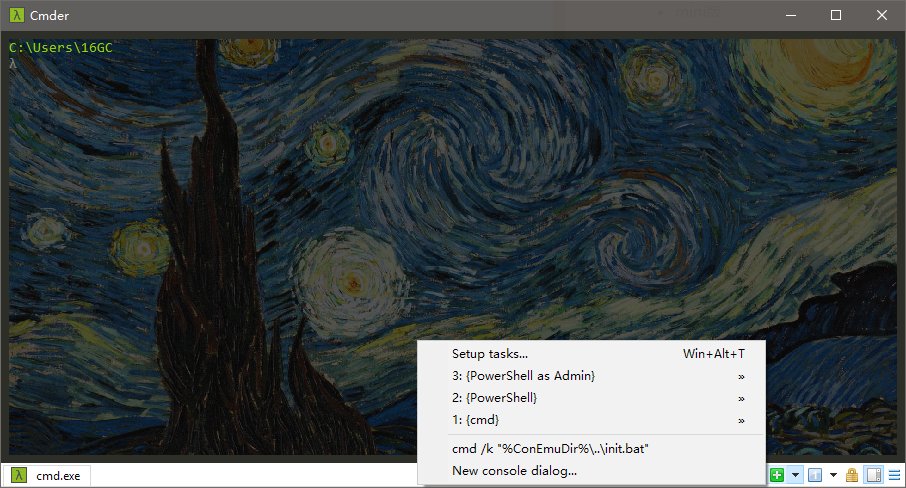 Cmder
C:\Users\16GC
λ
Setup tasks... Win+Alt+T
3: {PowerShell as Admin} »
2: {PowerShell} »
1: {cmd} »
cmd /k "%ConEmuDir%\..\init.bat"
New console dialog...
cmd.exe